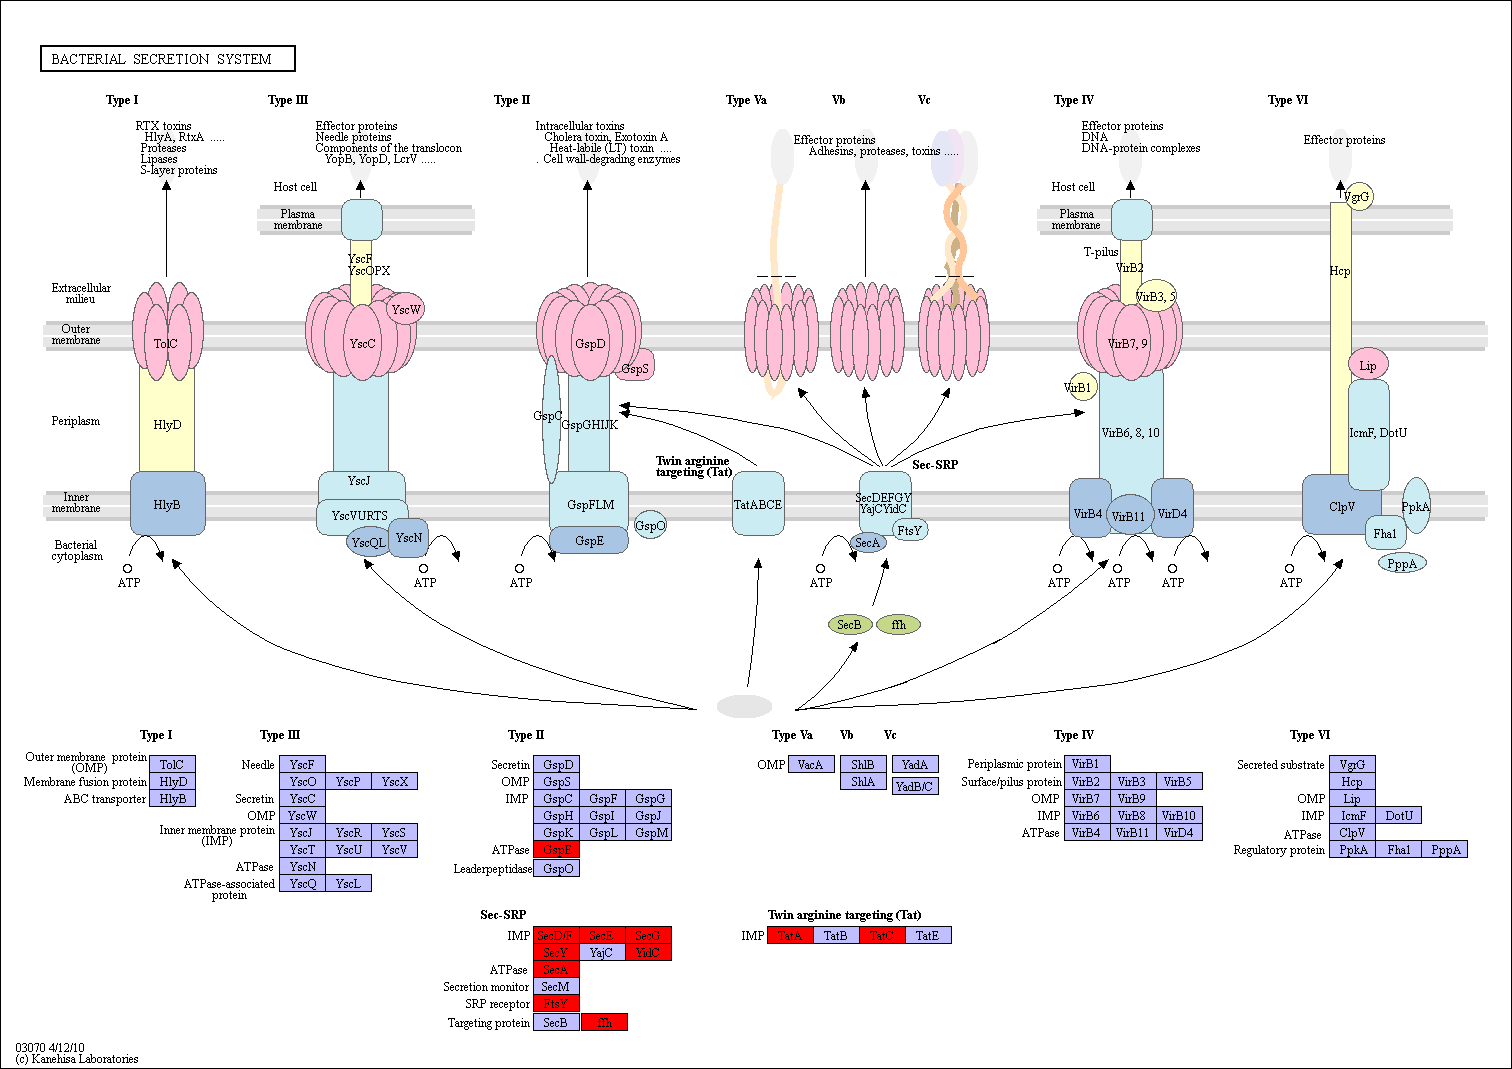 BACTERIAL SECRETION SYSTEM
Type I
Type III
Type II
Type Va
Vb
Vc
Type IV
Type VI
RTX toxins
HlyA, RtxA .....
Proteases
Lipases
S-layer proteins
Effector proteins
Needle proteins
Components of the translocon
YopB, YopD, LcrV .....
Intracellular toxins
Cholera toxin, Exotoxin A
Heat-labile (LT) toxin ....
. Cell wall-degrading enzymes
Effector proteins
Adhesins, proteases, toxins .....
Effector proteins
DNA
DNA-protein complexes
Effector proteins
Host cell
Plasma
membrane
Host cell
Plasma
membrane
VgrG
YscF
YscOPX
T-pilus
VirB2
Hcp
Extracellular
milieu
YscW
VirB3, 5
Outer
membrane
TolC
YscC
GspD
GspS
VirB7, 9
Lip
VirB1
Periplasm
HlyD
GspC
GspGHIJK
VirB6, 8, 10
IcmF, DotU
Twin arginine
targeting (Tat)
Sec-SRP
Inner
membrane
HlyB
YscJ
YscVURTS
YscQL
YscN
GspFLM
GspE
GspO
TatABCE
SecDEFGY
YajCYidC
FtsY
SecA
VirB4
VirB11
VirD4
ClpV
PpkA
Fha1
PppA
Bacterial
cytoplasm
ATP
ATP
ATP
ATP
ATP
ATP
ATP
ATP
SecB
ffh
Type I
Type III
Type II
Type Va
Vb
Vc
Type IV
Type VI
Outer membrane protein
(OMP)
TolC
Membrane fusion protein
HlyD
ABC transporter
HlyB
Needle
YscF
YscO YscP YscX
Secretin
YscC
OMP
YscW
Inner membrane protein
(IMP)
YscJ YscR YscS
YscT YscU YscV
ATPase
YscN
ATPase-associated
protein
YscQ YscL
Secretin
GspD
OMP
GspS
IMP
GspC GspF GspG
GspH GspI GspJ
GspK GspL GspM
ATPase
GspE
Leaderpeptidase
GspO
OMP
VacA
ShlB
ShlA
YadA
YadB/C
Periplasmic protein
VirB1
Surface/pilus protein
VirB2 VirB3 VirB5
OMP
VirB7 VirB9
IMP
VirB6 VirB8 VirB10
ATPase
VirB4 VirB11 VirD4
Secreted substrate
VgrG
Hcp
OMP
Lip
IMP
IcmF DotU
ATPase
ClpV
Regulatory protein
PpkA Fha1 PppA
Sec-SRP
IMP
SecD/F SecE SecG
SecY YajC YidC
ATPase
SecA
Secretion monitor
SecM
SRP receptor
FtsY
Targeting protein
SecB ffh
Twin arginine targeting (Tat)
IMP
TatA TatB TatC TatE
03070 4/12/10
(c) Kanehisa Laboratories